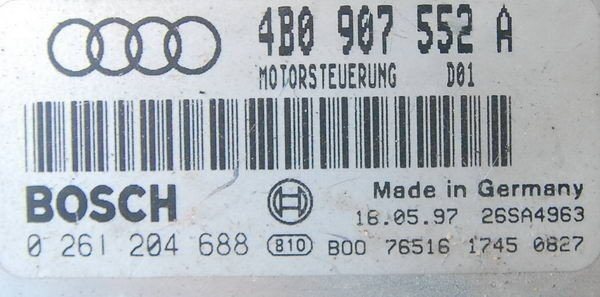 4B0 907 552 A
MOTORSTEUERUNG D01
BOSCH Made in Germany
18.05.97 26SA4963
0 261 204 688 810 B00 76516 1745 0827